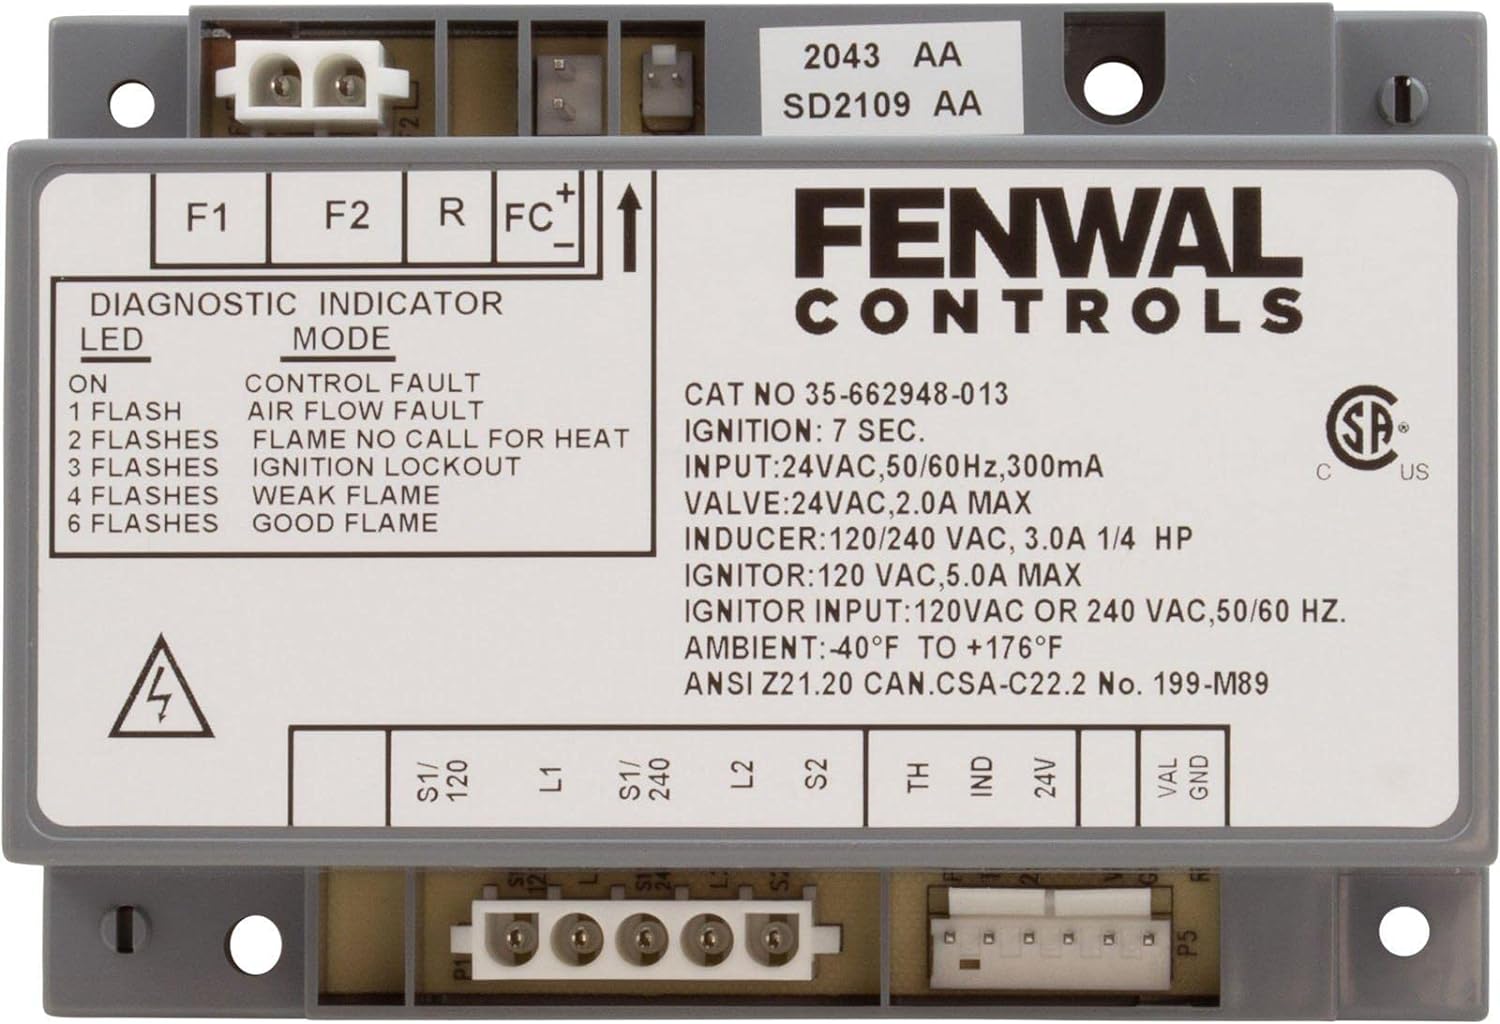 2043 AA
SD2109 AA
F2
F1 F2 R FC + −
FENWAL
CONTROLS
DIAGNOSTIC INDICATOR
LED MODE
ON CONTROL FAULT
1 FLASH AIR FLOW FAULT
2 FLASHES FLAME NO CALL FOR HEAT
3 FLASHES IGNITION LOCKOUT
4 FLASHES WEAK FLAME
6 FLASHES GOOD FLAME
CAT NO 35-662948-013
IGNITION: 7 SEC.
INPUT:24VAC,50/60Hz,300mA
VALVE:24VAC,2.0A MAX
INDUCER:120/240 VAC, 3.0A 1/4 HP
IGNITOR:120 VAC,5.0A MAX
IGNITOR INPUT:120VAC OR 240 VAC,50/60 HZ.
AMBIENT:-40°F TO +176°F
ANSI Z21.20 CAN.CSA-C22.2 No. 199-M89
CSA®
C US
S1/120 L1 S1/240 L2 S2 TH IND 24V VAL GND
P1
P5